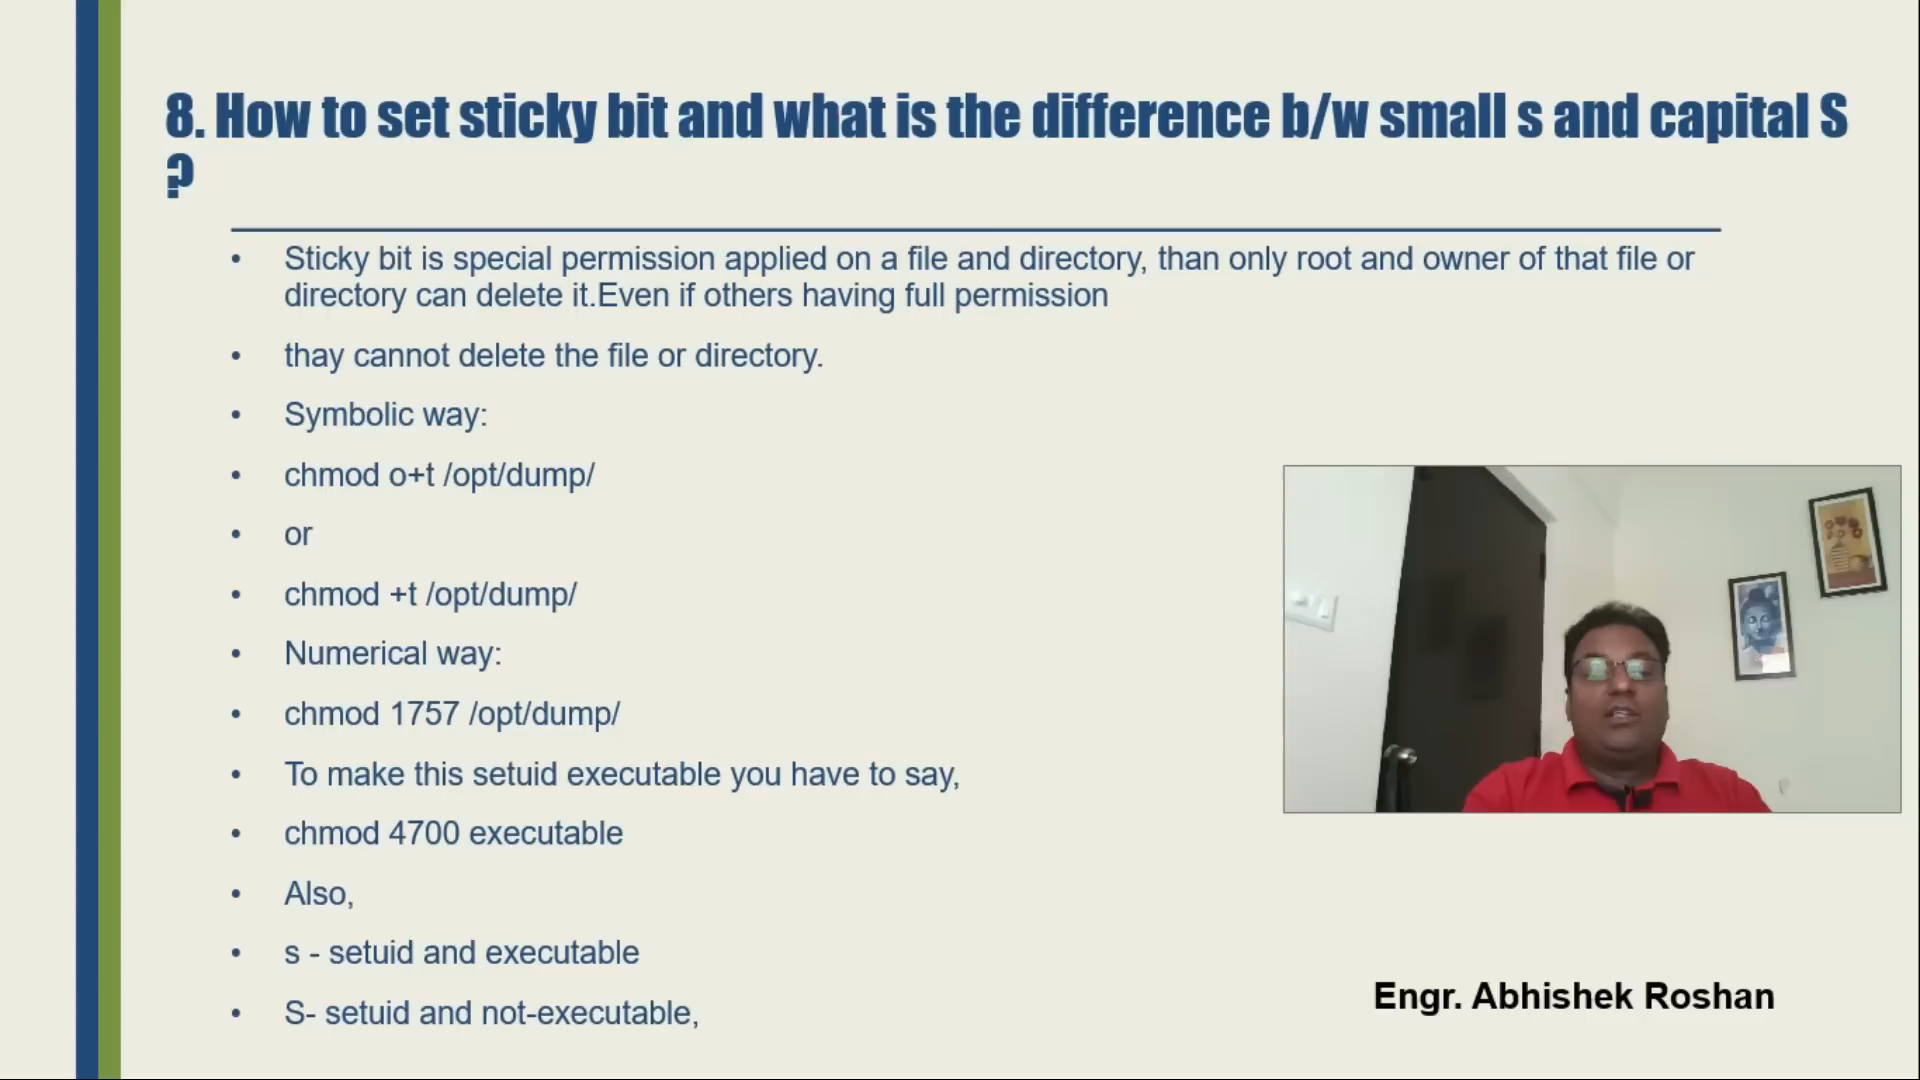 8. How to set sticky bit and what is the difference b/w small s and capital S
?
• Sticky bit is special permission applied on a file and directory, than only root and owner of that file or
directory can delete it.Even if others having full permission
• thay cannot delete the file or directory.
• Symbolic way:
• chmod o+t /opt/dump/
• or
• chmod +t /opt/dump/
• Numerical way:
• chmod 1757 /opt/dump/
• To make this setuid executable you have to say,
• chmod 4700 executable
• Also,
• s - setuid and executable
• S- setuid and not-executable,
Engr. Abhishek Roshan